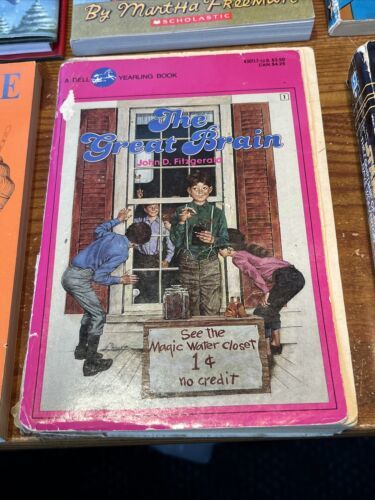 By Martha Freeman
SCHOLASTIC
A DELL YEARLING BOOK
1
The
Great Brain
John D. Fitzgerald
See the
Magic Water Closet
1¢
no credit